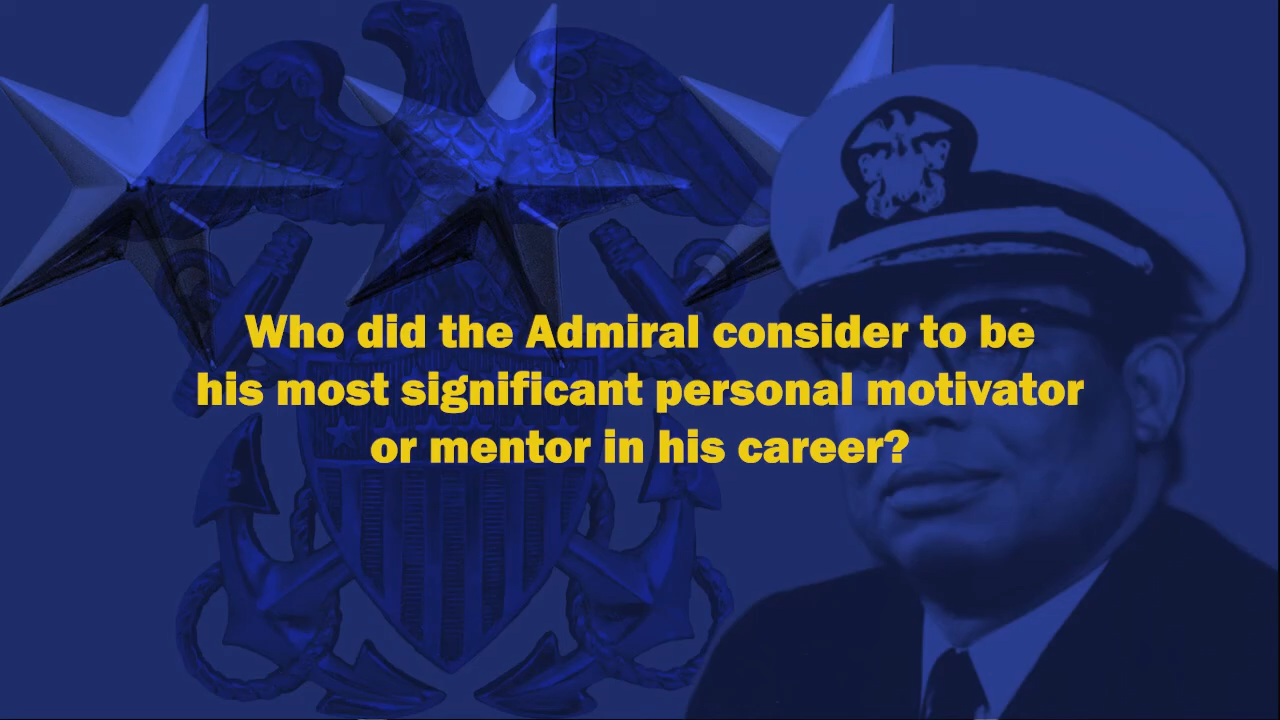 Who did the Admiral consider to be
his most significant personal motivator
or mentor in his career?